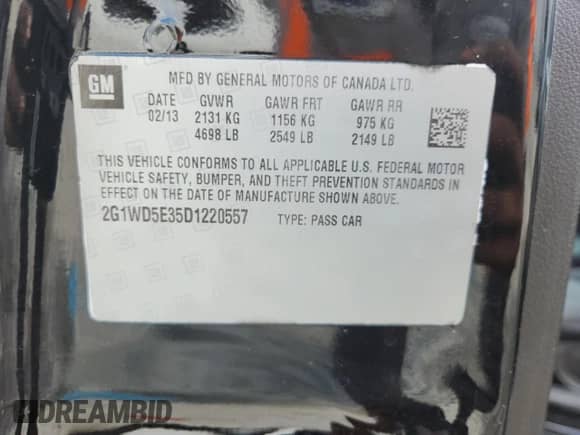 GM
MFD BY GENERAL MOTORS OF CANADA LTD.
DATE GVWR GAWR FRT GAWR RR
02/13 2131 KG 1156 KG 975 KG
4698 LB 2549 LB 2149 LB
THIS VEHICLE CONFORMS TO ALL APPLICABLE U.S. FEDERAL MOTOR
VEHICLE SAFETY, BUMPER, AND THEFT PREVENTION STANDARDS IN
EFFECT ON THE DATE OF MANUFACTURE SHOWN ABOVE.
2G1WD5E35D1220557 TYPE: PASS CAR
DREAMBID